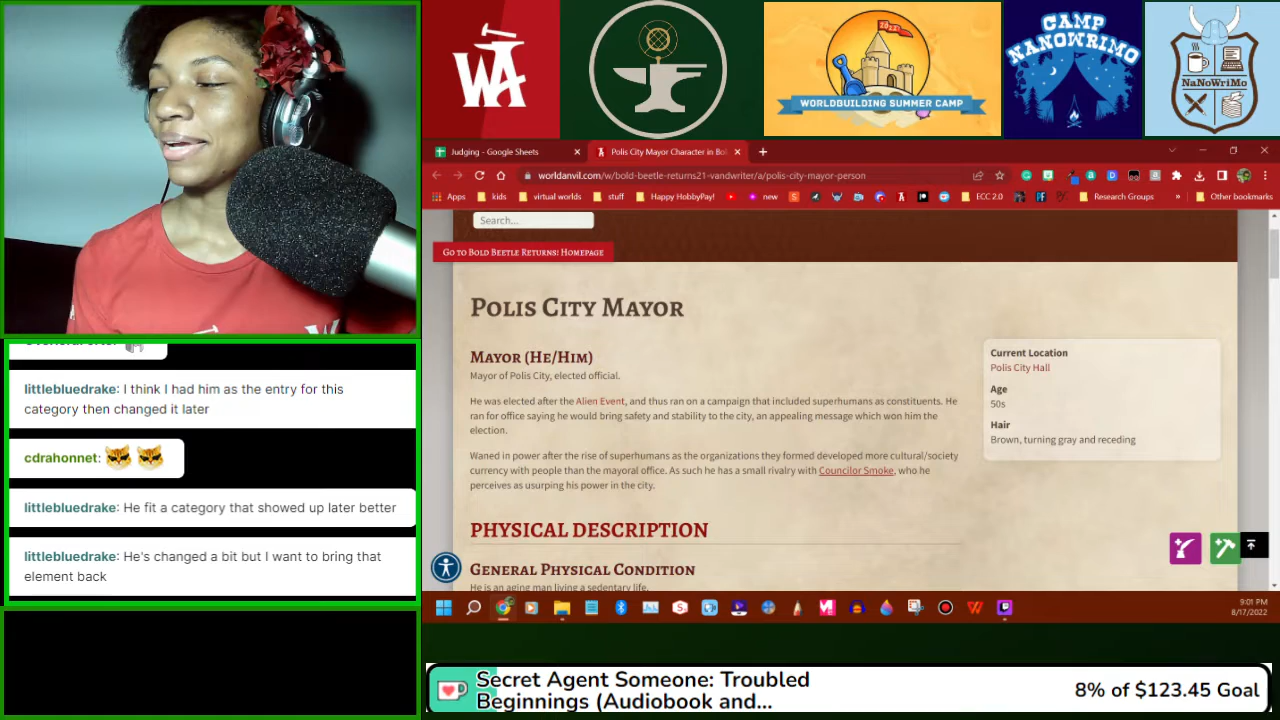 WA
2022
WORLDBUILDING SUMMER CAMP
CAMP
NANOWRIMO
NaNoWriMo
Judging - Google Sheets
Polis City Mayor Character in Bol
worldanvil.com/w/bold-beetle-returns21-vandwriter/a/polis-city-mayor-person
Apps kids virtual worlds stuff Happy HobbyPay! new ECC 2.0 Research Groups » Other bookmarks
Search...
Go to Bold Beetle Returns! Homepage
Polis City Mayor
Mayor (He/Him)
Mayor of Polis City, elected official.
He was elected after the Alien Event, and thus ran on a campaign that included superhumans as constituents. He
ran for office saying he would bring safety and stability to the city, an appealing message which won him the
election.
Waned in power after the rise of superhumans as the organizations they formed developed more cultural/society
currency with people than the mayoral office. As such he has a small rivalry with Councilor Smoke, who he
perceives as usurping his power in the city.
PHYSICAL DESCRIPTION
General Physical Condition
He is an aging man living a sedentary life.
Current Location
Polis City Hall
Age
50s
Hair
Brown, turning gray and receding
littlebluedrake: I think I had him as the entry for this
category then changed it later
cdrahonnet:
littlebluedrake: He fit a category that showed up later better
littlebluedrake: He's changed a bit but I want to bring that
element back
9:01 PM
8/17/2022
Secret Agent Someone: Troubled
Beginnings (Audiobook and...
8% of $123.45 Goal